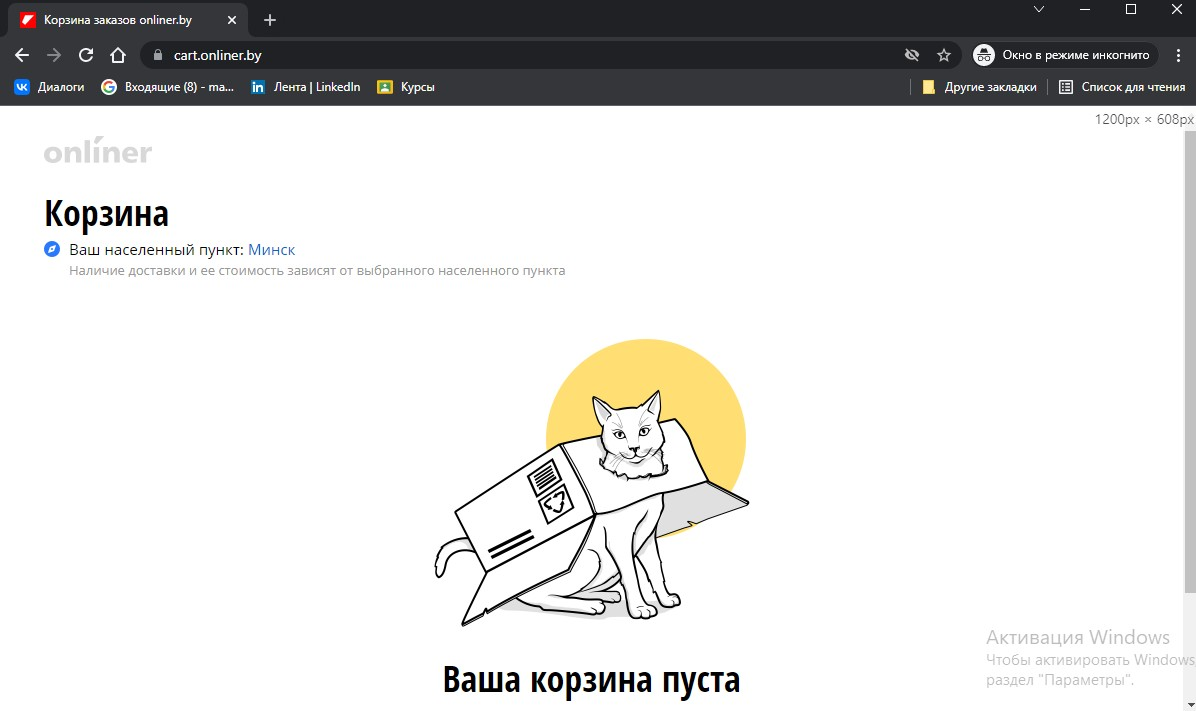 Корзина заказов onliner.by
cart.onliner.by
Окно в режиме инкогнито
Диалоги
Входящие (8) - ma...
Лента | LinkedIn
Курсы
Другие закладки
Список для чтения
1200px × 608px
onlíner
Корзина
Ваш населенный пункт: Минск
Наличие доставки и ее стоимость зависят от выбранного населенного пункта
Ваша корзина пуста
Активация Windows
Чтобы активировать Windows
раздел "Параметры".